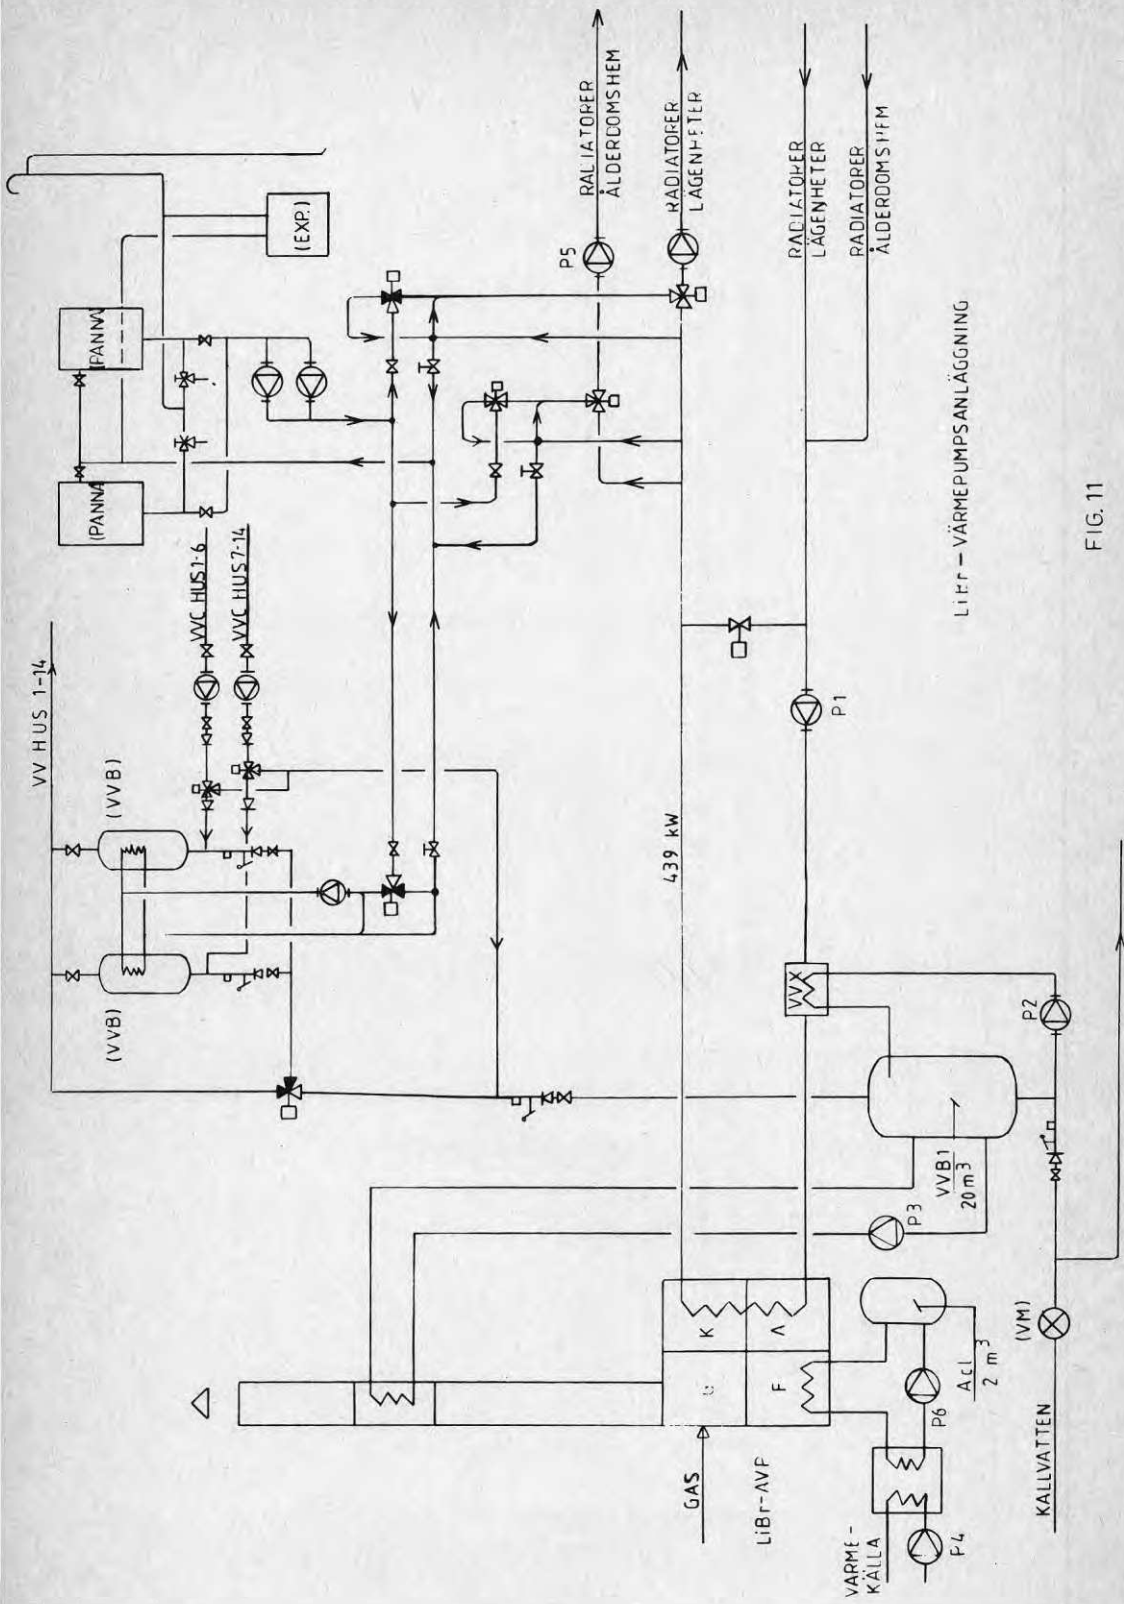 VV HUS 1-14
(VVB)
(VVB)
VVC HUS 1-6
VVC HUS 7-14
(PANNA)
(PANNA)
(EXP.)
P5
RADIATORER
ÅLDERDOMSHEM
RADIATORER
LÄGENHETER
RADIATORER
LÄGENHETER
RADIATORER
ÅLDERDOMSHEM
439 kW
P1
VVX
P2
VVB1
20 m³
P3
K
A
F
GAS
LiBr-AVP
Acl
2 m³
P6
P4
VÄRME-
KÄLLA
(VM)
KALLVATTEN
LiBr - VÄRMEPUMPSANLÄGGNING
FIG. 11